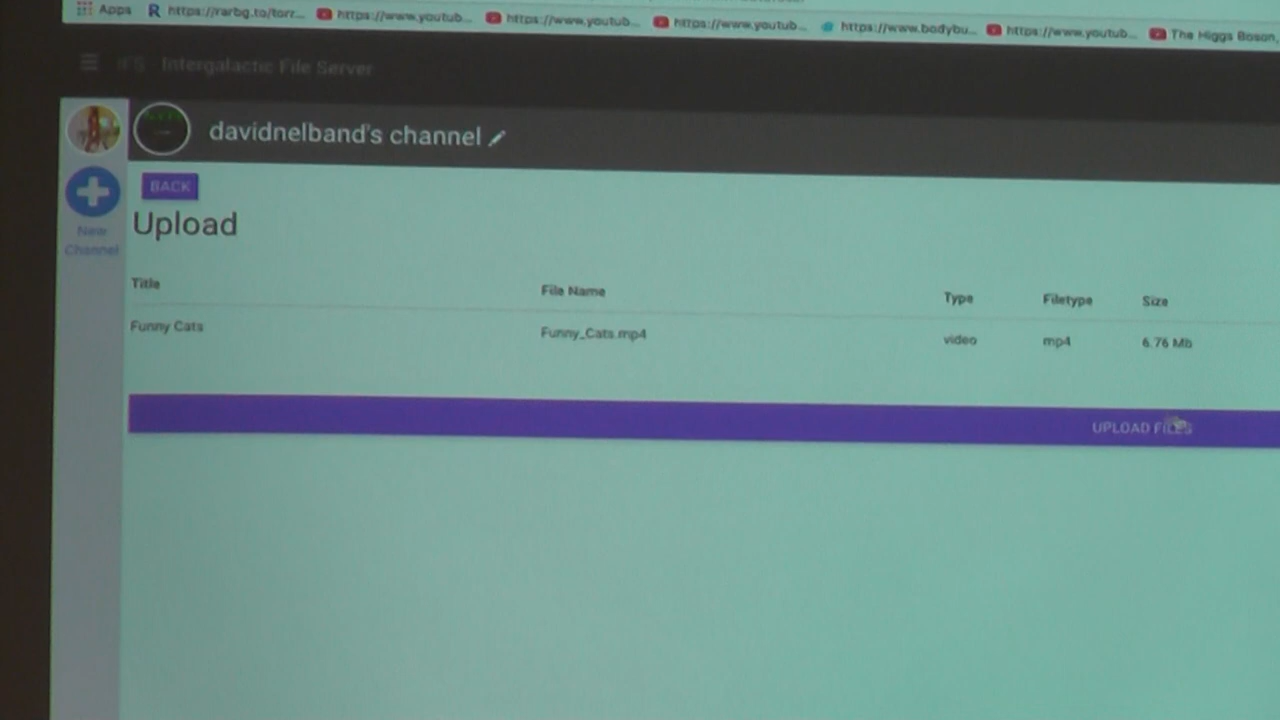 Apps https://rarbg.to/torr... https://www.youtub... https://www.youtub... https://www.youtub... https://www.bodybu... https://www.youtub... The Higgs Boson,
Intergalactic File Server
davidnelband's channel
BACK
New
Channel
Upload
Title File Name Type Filetype Size
Funny Cats Funny_Cats.mp4 video mp4 6.76 Mb
UPLOAD FILES